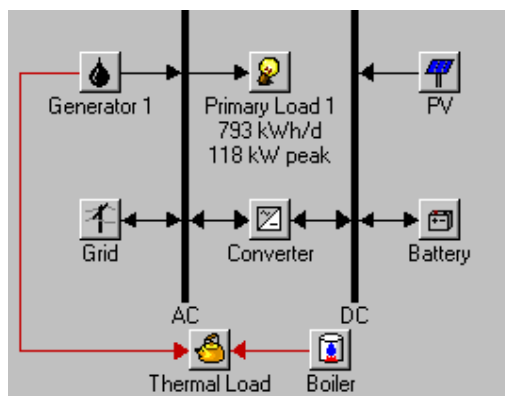 Generator 1
Primary Load 1
793 kWh/d
118 kW peak
PV
Grid
Converter
Battery
AC
DC
Thermal Load
Boiler